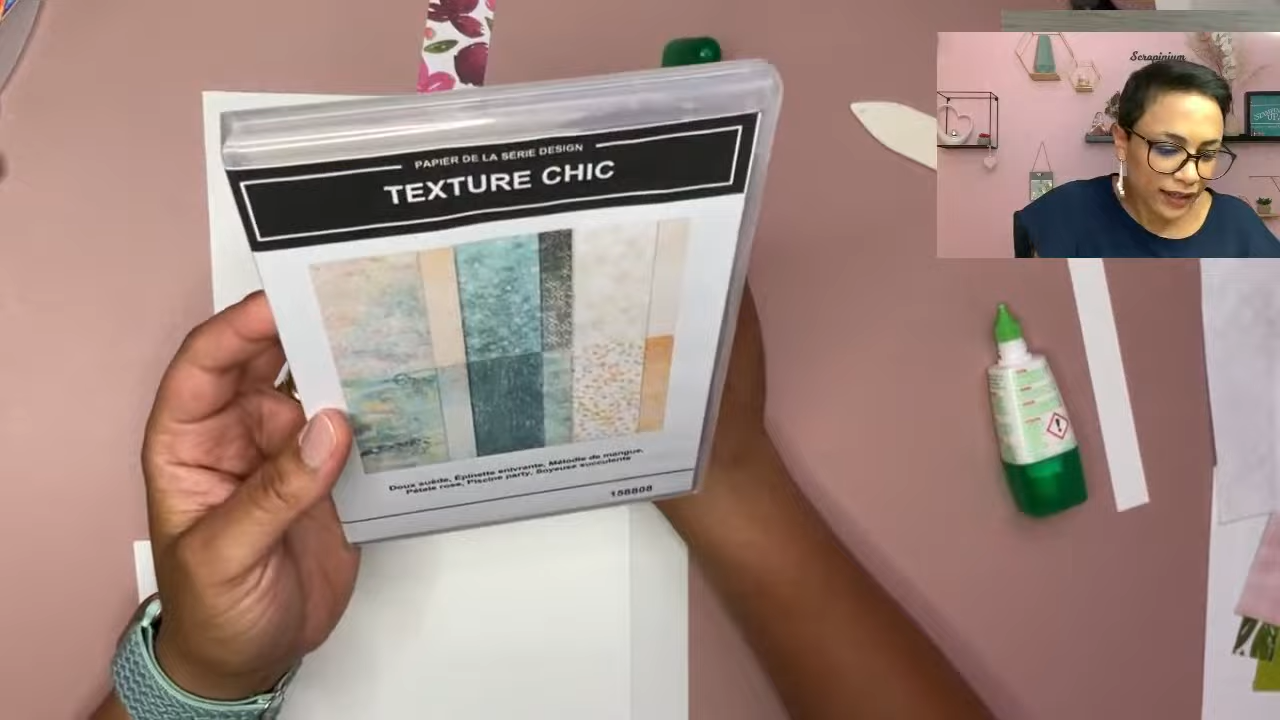 Scrapinium
PAPIER DE LA SÉRIE DESIGN
TEXTURE CHIC
Doux suède, Épinette enivrante, Mélodie de mangue,
Pétale rose, Piscine party, Soyeuse succulente
158808